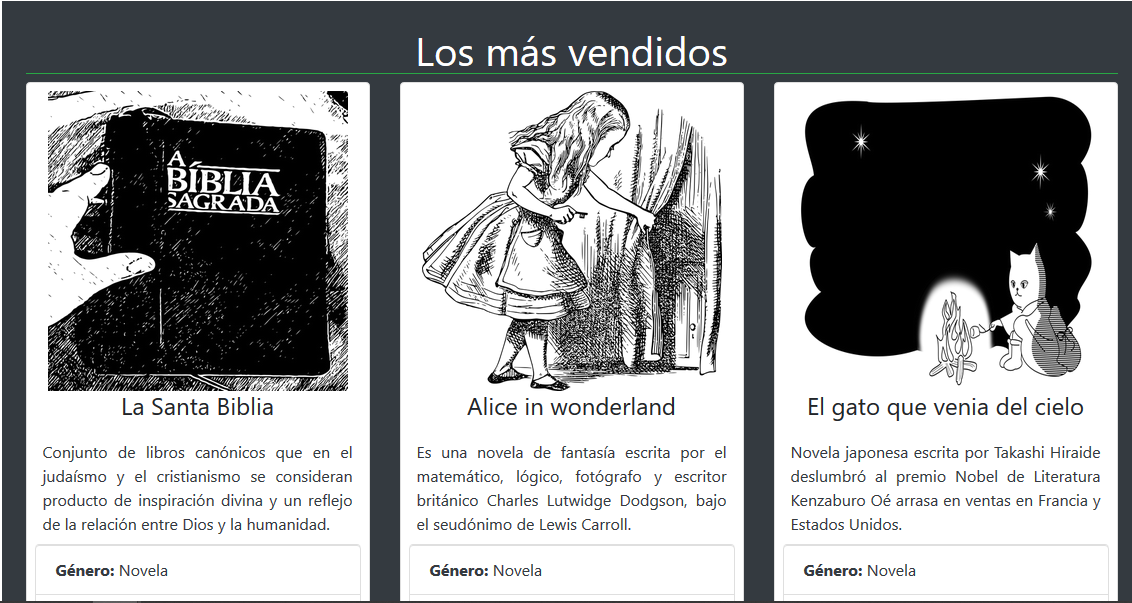 Los más vendidos
A
BÍBLIA
SAGRADA
La Santa Biblia
Conjunto de libros canónicos que en el
judaísmo y el cristianismo se consideran
producto de inspiración divina y un reflejo
de la relación entre Dios y la humanidad.
Género: Novela
Alice in wonderland
Es una novela de fantasía escrita por el
matemático, lógico, fotógrafo y escritor
británico Charles Lutwidge Dodgson, bajo
el seudónimo de Lewis Carroll.
Género: Novela
El gato que venia del cielo
Novela japonesa escrita por Takashi Hiraide
deslumbró al premio Nobel de Literatura
Kenzaburo Oé arrasa en ventas en Francia y
Estados Unidos.
Género: Novela